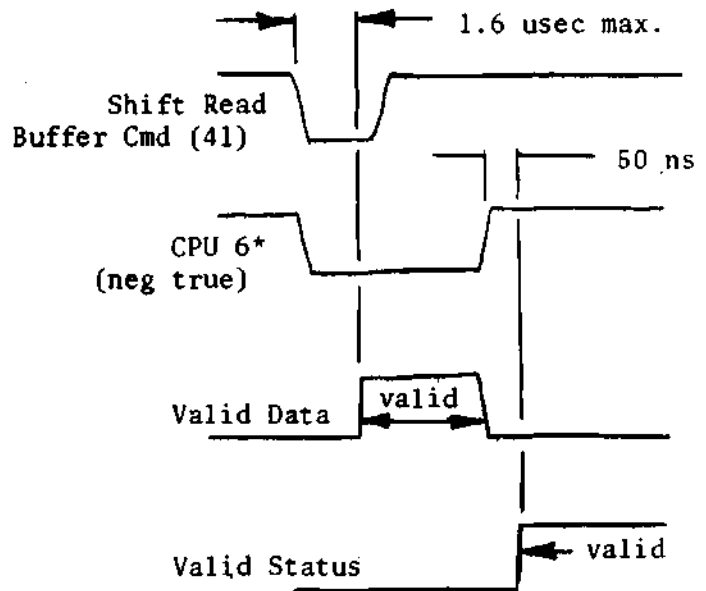 1.6 usec max.
Shift Read
Buffer Cmd (41)
50 ns
CPU 6*
(neg true)
valid
Valid Data
valid
Valid Status